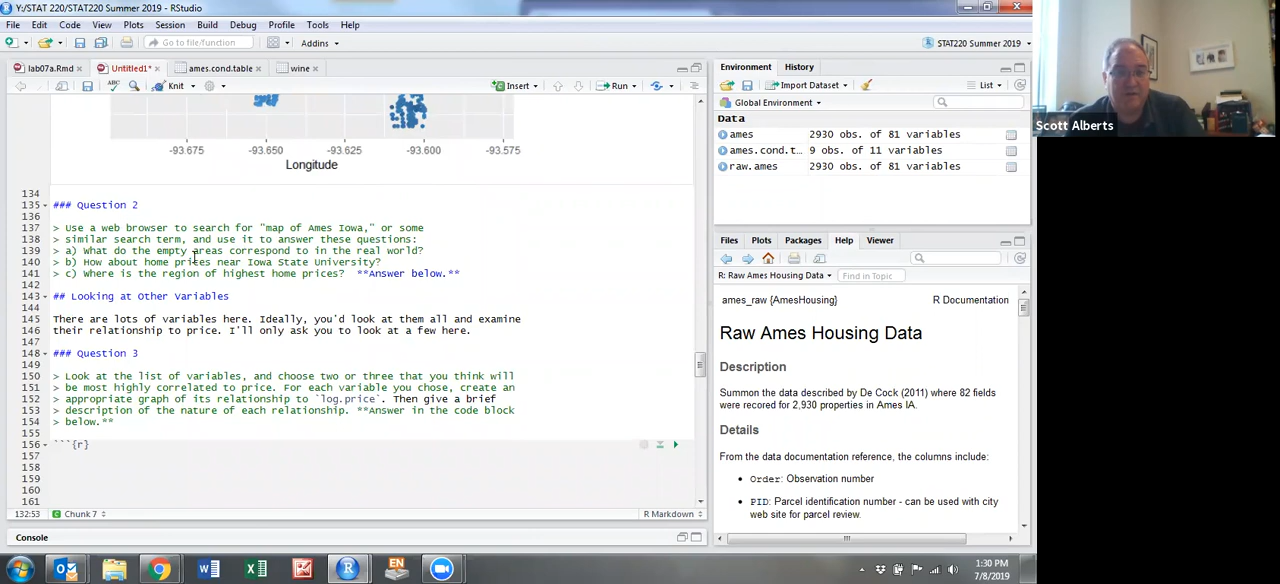 Y:/STAT 220/STAT220 Summer 2019 - RStudio
File Edit Code View Plots Session Build Debug Profile Tools Help
Go to file/function Addins STAT220 Summer 2019
lab07a.Rmd Untitled1* ames.cond.table wine
Knit Insert Run
-93.675 -93.650 -93.625 -93.600 -93.575
Longitude
134
135 ### Question 2
136
137 > Use a web browser to search for "map of Ames Iowa," or some
138 > similar search term, and use it to answer these questions:
139 > a) What do the empty areas correspond to in the real world?
140 > b) How about home prices near Iowa State University?
141 > c) Where is the region of highest home prices?  **Answer below.**
142
143 ## Looking at Other Variables
144
145 There are lots of variables here. Ideally, you'd look at them all and examine
146 their relationship to price. I'll only ask you to look at a few here.
147
148 ### Question 3
149
150 > Look at the list of variables, and choose two or three that you think will
151 > be most highly correlated to price. For each variable you chose, create an
152 > appropriate graph of its relationship to `log.price`. Then give a brief
153 > description of the nature of each relationship. **Answer in the code block
154 > below.**
155
156 ```{r}
157
158
159
160
161
132:53 Chunk 7 R Markdown
Console
Environment History
Import Dataset List
Global Environment
Data
ames 2930 obs. of 81 variables
ames.cond.t… 9 obs. of 11 variables
raw.ames 2930 obs. of 81 variables
Files Plots Packages Help Viewer
R: Raw Ames Housing Data Find in Topic
ames_raw {AmesHousing} R Documentation
Raw Ames Housing Data
Description
Summon the data described by De Cock (2011) where 82 fields
were recored for 2,930 properties in Ames IA.
Details
From the data documentation reference, the columns include:
• Order: Observation number
• PID: Parcel identification number - can be used with city
web site for parcel review.
Scott Alberts
EN
1:30 PM
7/8/2019